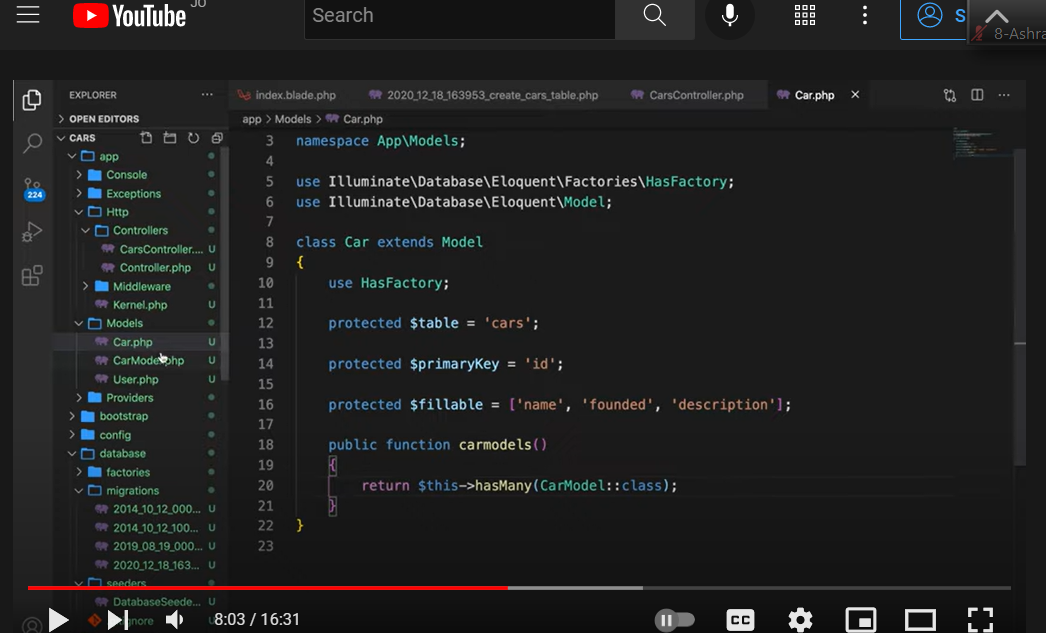 YouTube JO
Search
S
8-Ashra
EXPLORER
OPEN EDITORS
CARS
app
Console
Exceptions
Http
Controllers
CarsController.... U
Controller.php U
Middleware
Kernel.php U
Models
Car.php U
CarModel.php U
User.php U
Providers
bootstrap
config
database
factories
migrations
2014_10_12_000... U
2014_10_12_100... U
2019_08_19_000... U
2020_12_18_163... U
seeders
DatabaseSeede... U
224
index.blade.php
2020_12_18_163953_create_cars_table.php
CarsController.php
Car.php
app > Models > Car.php
3 namespace App\Models;
4
5 use Illuminate\Database\Eloquent\Factories\HasFactory;
6 use Illuminate\Database\Eloquent\Model;
7
8 class Car extends Model
9 {
10 use HasFactory;
11
12 protected $table = 'cars';
13
14 protected $primaryKey = 'id';
15
16 protected $fillable = ['name', 'founded', 'description'];
17
18 public function carmodels()
19 {
20 return $this->hasMany(CarModel::class);
21 }
22 }
23
8:03 / 16:31
CC